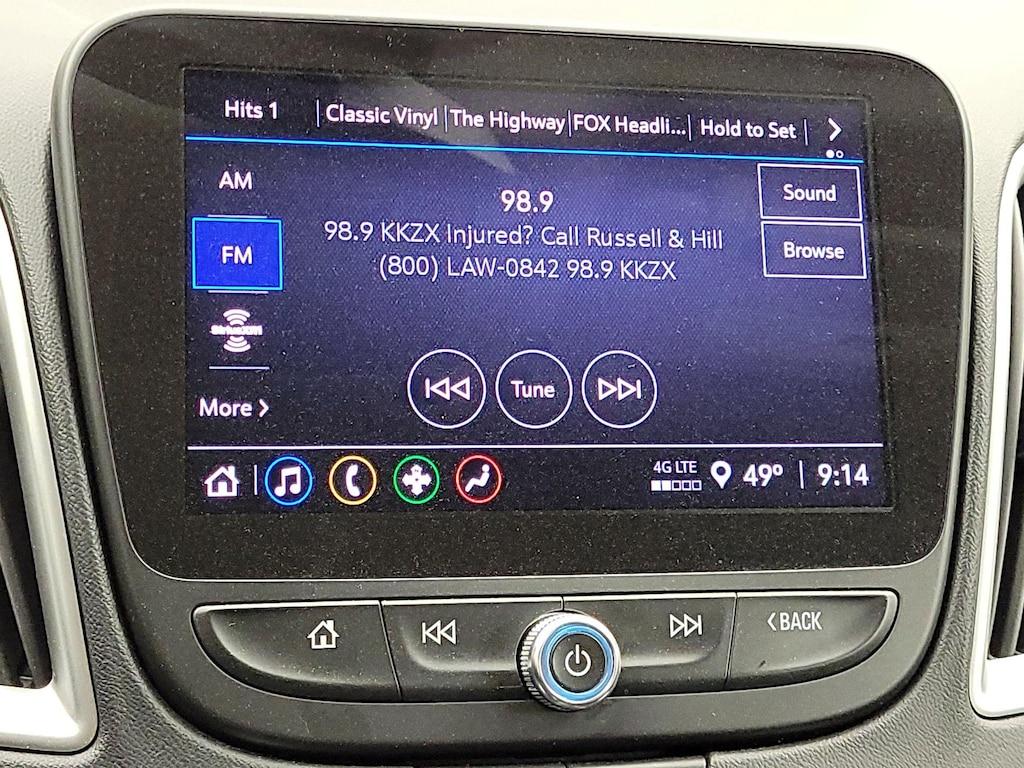 Hits 1 Classic Vinyl The Highway FOX Headli... Hold to Set
AM
98.9
Sound
98.9 KKZX Injured? Call Russell & Hill
FM
Browse
(800) LAW-0842 98.9 KKZX
SiriusXM
Tune
More
4G LTE
49° 9:14
BACK